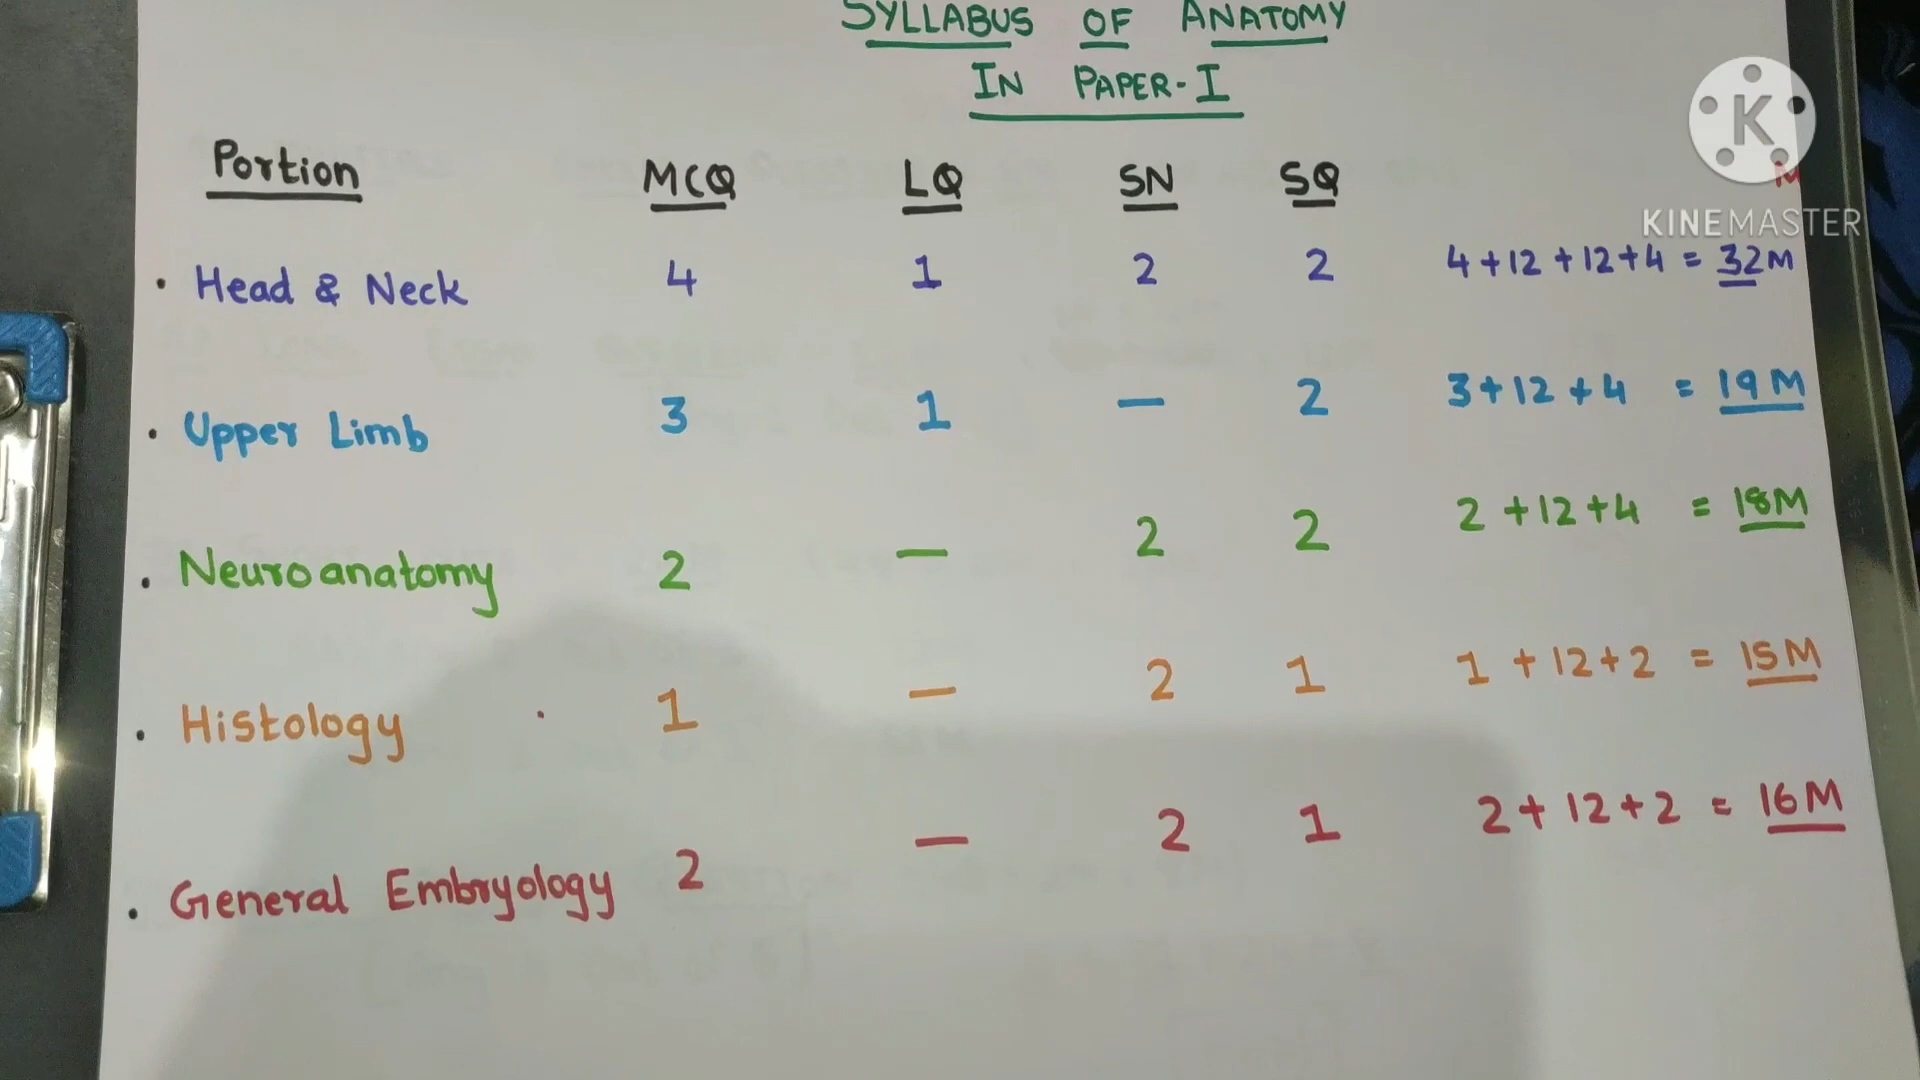 SYLLABUS OF ANATOMY
IN PAPER-I
K
KINEMASTER
Portion MCQ LQ SN SQ M
• Head & Neck 4 1 2 2 4+12+12+4 = 32M
• Upper Limb 3 1 — 2 3+12+4 = 19M
• Neuroanatomy 2 — 2 2 2+12+4 = 18M
• Histology 1 — 2 1 1+12+2 = 15M
• General Embryology 2 — 2 1 2+12+2 = 16M